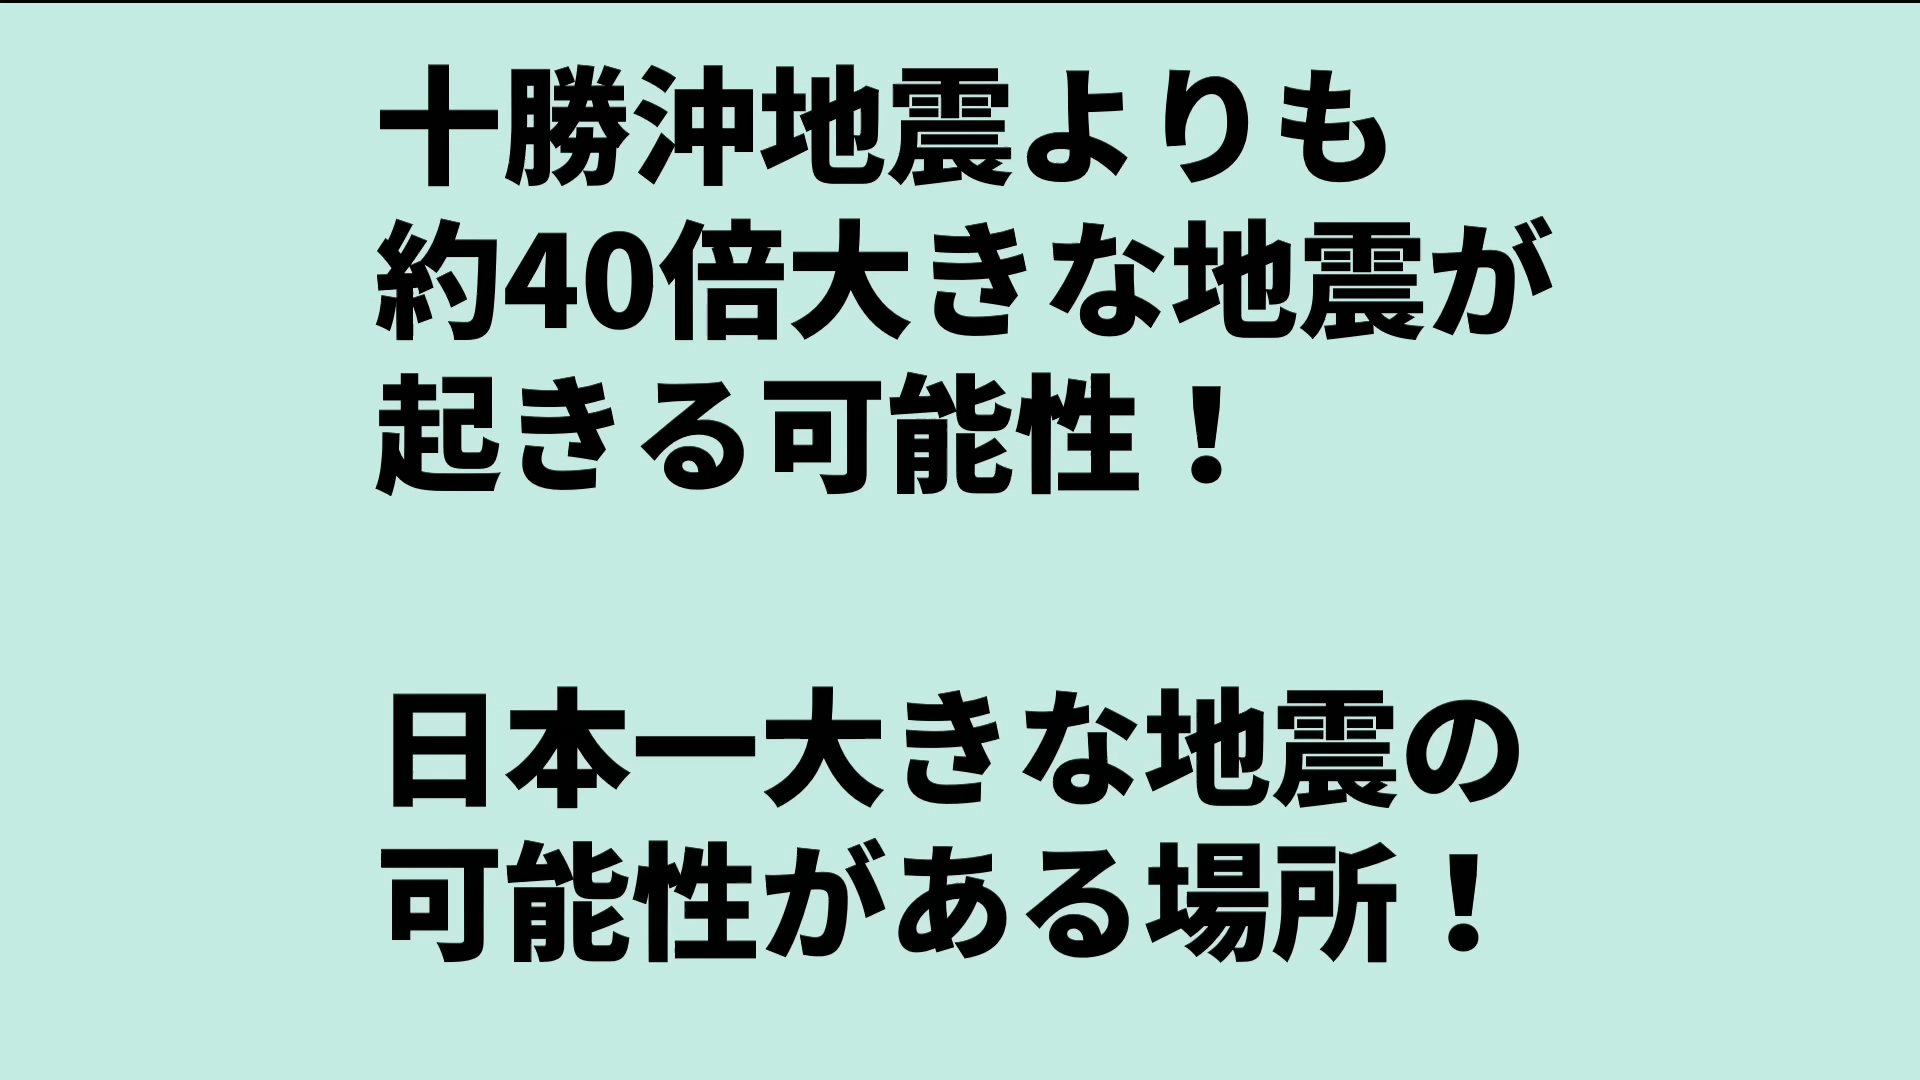 十勝沖地震よりも
約40倍大きな地震が
起きる可能性！
日本一大きな地震の
可能性がある場所！